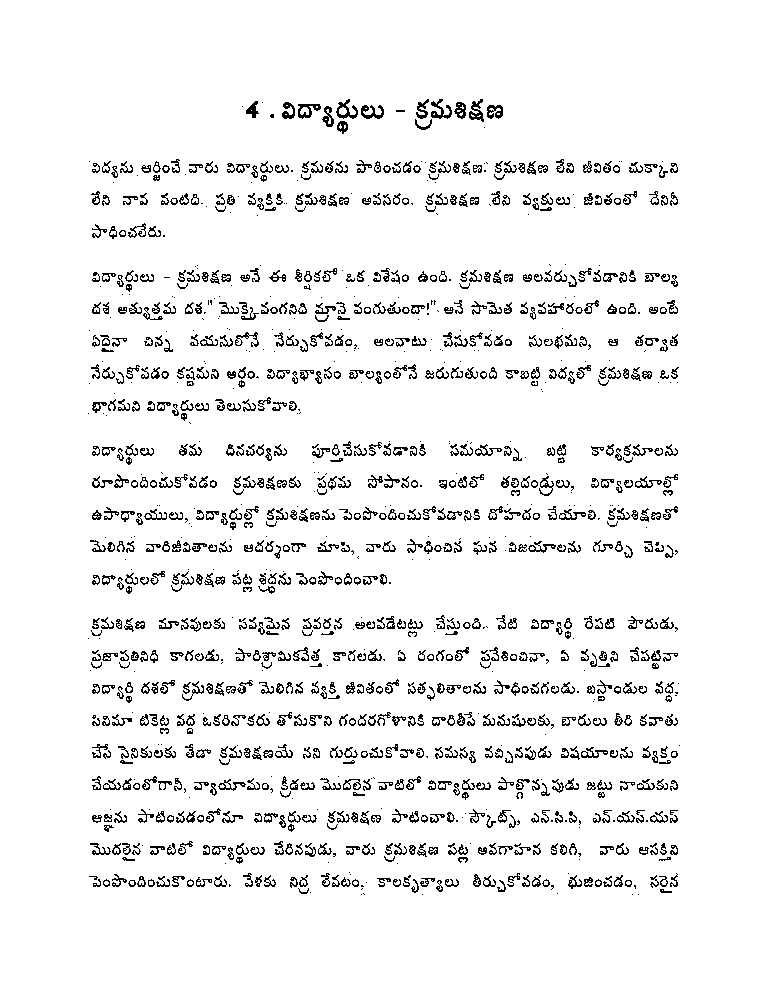 4 . విద్యార్థులు - క్రమశిక్షణ
విద్యను ఆర్జించే వారు విద్యార్థులు. క్రమతను పాఠించడం క్రమశిక్షణ. క్రమశిక్షణ లేని జీవితం చుక్కాని
లేని నావ వంటిది. ప్రతి వ్యక్తికి క్రమశిక్షణ అవసరం. క్రమశిక్షణ లేని వ్యక్తులు జీవితంలో దేనినీ
సాధించలేరు.
విద్యార్థులు - క్రమశిక్షణ అనే ఈ శీర్షికలో ఒక విశేషం ఉంది. క్రమశిక్షణ అలవర్చుకోవడానికి బాల్య
దశ అత్యుత్తమ దశ." మొక్కై వంగనిది మ్రానై వంగుతుందా!" అనే సామెత వ్యవహారంలో ఉంది. అంటే
ఏదైనా చిన్న వయసులోనే నేర్చుకోవడం, అలవాటు చేసుకోవడం సులభమని, ఆ తర్వాత
నేర్చుకోవడం కష్టమని అర్థం. విద్యాభ్యాసం బాల్యంలోనే జరుగుతుంది కాబట్టి విద్యలో క్రమశిక్షణ ఒక
భాగమని విద్యార్థులు తెలుసుకోవాలి,
విద్యార్థులు తమ దినచర్యను పూర్తిచేసుకోవడానికి సమయాన్ని బట్టి కార్యక్రమాలను
రూపొందించుకోవడం క్రమశిక్షణకు ప్రథమ సోపానం. ఇంటిలో తల్లిదండ్రులు, విద్యాలయాల్లో
ఉపాధ్యాయులు, విద్యార్థుల్లో క్రమశిక్షణను పెంపొందించుకోవడానికి దోహదం చేయాలి. క్రమశిక్షణతో
మెలిగిన వారిజీవితాలను ఆదర్శంగా చూపి, వారు సాధించిన ఘన విజయాలను గూర్చి చెప్పి,
విద్యార్థులలో క్రమశిక్షణ పట్ల శ్రద్ధను పెంపొందించాలి.
క్రమశిక్షణ మానవులకు సవ్యమైన ప్రవర్తన అలవడేటట్లు చేస్తుంది. నేటి విద్యార్థి రేపటి పౌరుడు,
ప్రజాప్రతినిధి కాగలడు, పారిశ్రామికవేత్త కాగలడు. ఏ రంగంలో ప్రవేశించినా, ఏ వృత్తిని చేపట్టినా
విద్యార్థి దశలో క్రమశిక్షణతో మెలిగిన వ్యక్తి జీవితంలో సత్ఫలితాలను సాధించగలడు. బస్టాండుల వద్ద,
సినిమా టికెట్ల వద్ద ఒకరినొకరు తోసుకొని గందరగోళానికి దారితీసే మనుషులకు, బారులు తీరి కవాతు
చేసే సైనికులకు తేడా క్రమశిక్షణయే నని గుర్తుంచుకోవాలి. సమస్య వచ్చినపుడు విషయాలను వ్యక్తం
చేయడంలోగానీ, వ్యాయామం, క్రీడలు మొదలైన వాటిలో విద్యార్థులు పాల్గొన్నపుడు జట్టు నాయకుని
ఆజ్ఞను పాటించడంలోనూ విద్యార్థులు క్రమశిక్షణ పాటించాలి. స్కౌట్స్, ఎన్.సి.సి, ఎన్.యస్.యస్
మొదలైన వాటిలో విద్యార్థులు చేరినపుడు, వారు క్రమశిక్షణ పట్ల అవగాహన కలిగి, వారు ఆసక్తిని
పెంపొందించుకొంటారు. వేళకు నిద్ర లేవటం, కాలకృత్యాలు తీర్చుకోవడం, భుజించడం, సరైన